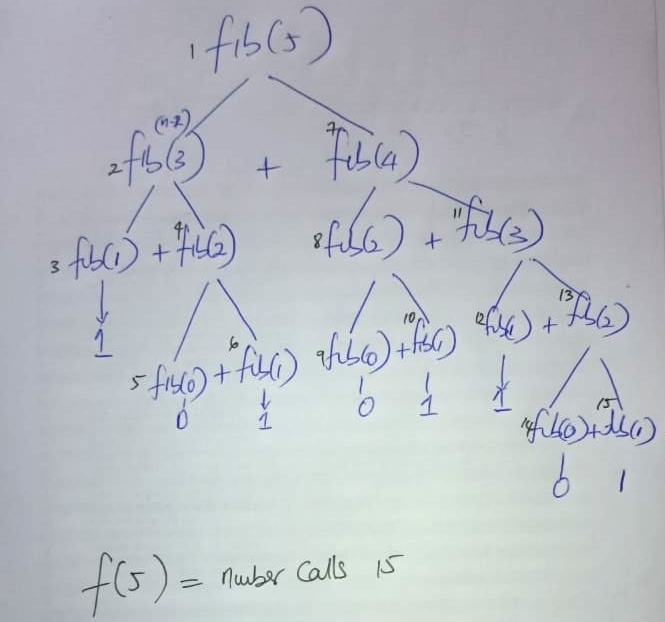 1 fib(5)
(n-2)
2 fib(3) + 7 fib(4)
3 fib(1) + 4 fib(2) 8 fib(2) + 11 fib(3)
1
5 fib(0) + 6 fib(1) 9 fib(0) + 10 fib(1) 12 fib(1) + 13 fib(2)
0 1 0 1 1
14 fib(0) + 15 fib(1)
0 1
f(5) = number calls 15